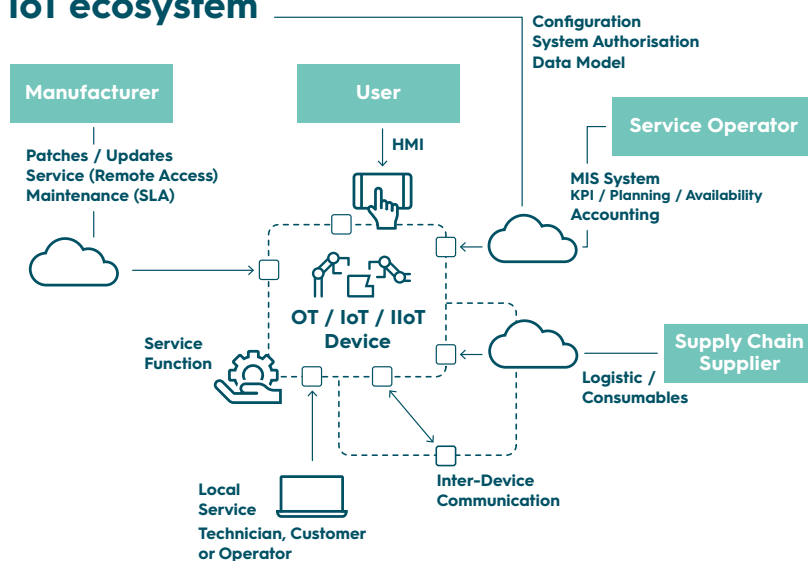 IoT ecosystem
Configuration
System Authorisation
Data Model
Manufacturer
User
Service Operator
HMI
Patches / Updates
Service (Remote Access)
Maintenance (SLA)
MIS System
KPI / Planning / Availability
Accounting
OT / IoT / IIoT
Device
Service
Function
Supply Chain
Supplier
Logistic /
Consumables
Inter-Device
Communication
Local
Service
Technician, Customer
or Operator